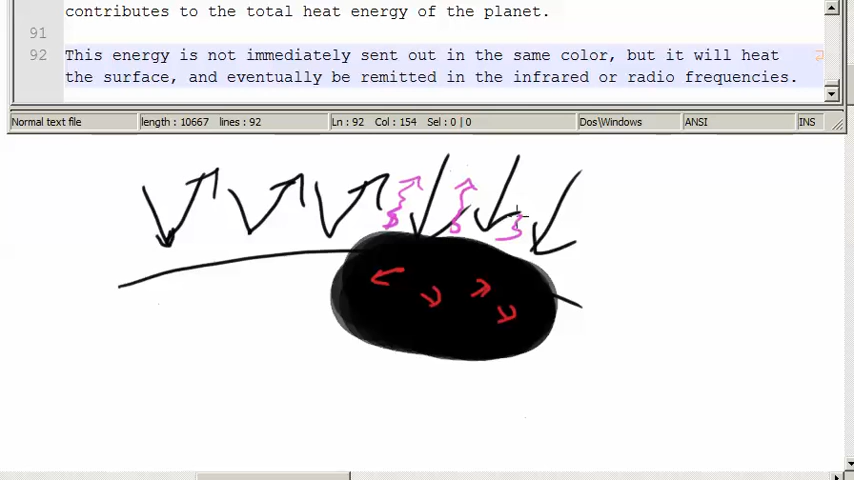 contributes to the total heat energy of the planet.
91
92 This energy is not immediately sent out in the same color, but it will heat
the surface, and eventually be remitted in the infrared or radio frequencies.
Normal text file length : 10667 lines : 92 Ln : 92 Col : 154 Sel : 0 | 0 Dos\Windows ANSI INS